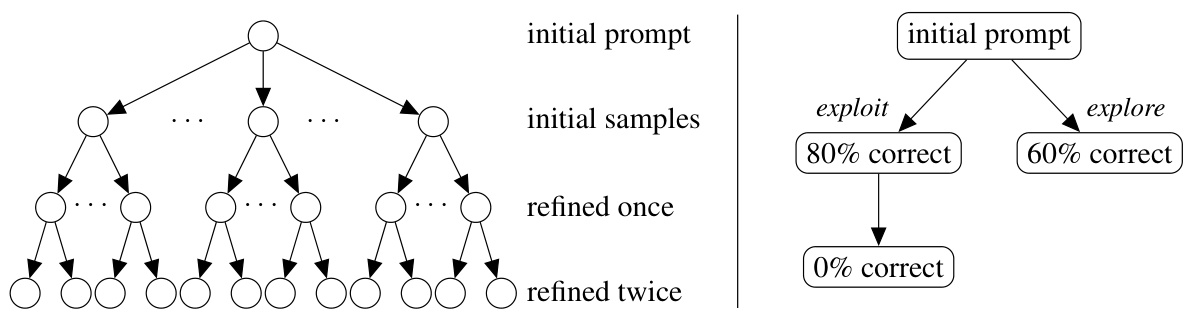 initial prompt
· · ·
· · ·
initial samples
· · ·
· · ·
· · ·
refined once
refined twice
initial prompt
exploit
explore
80% correct
60% correct
0% correct